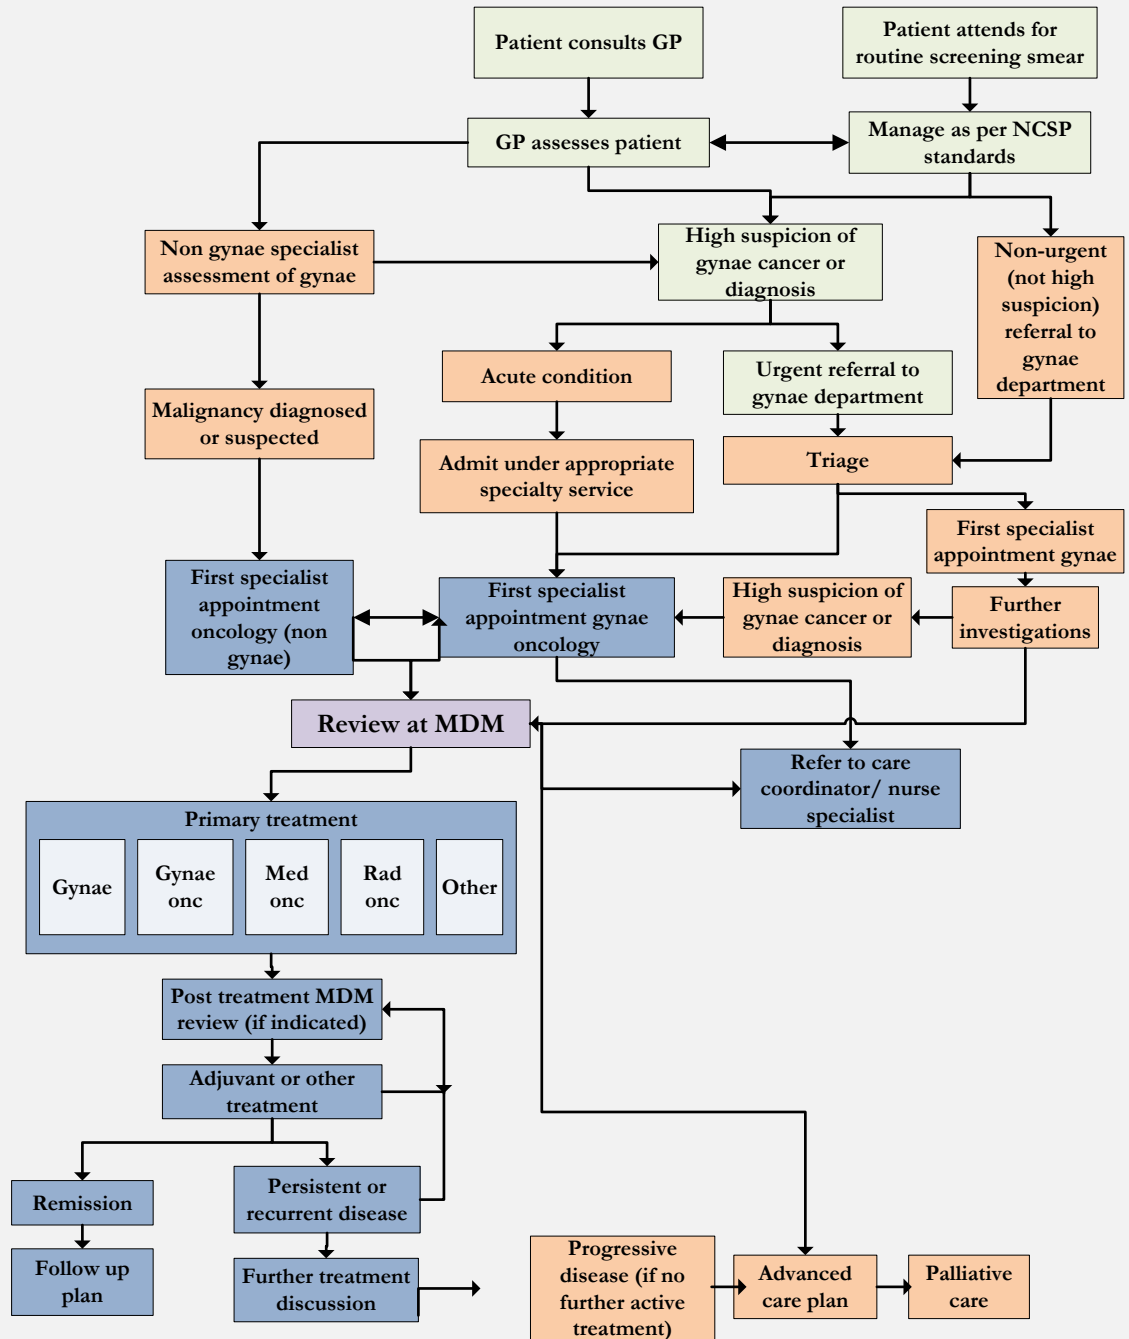 Patient consults GP
Patient attends for
routine screening smear
GP assesses patient
Manage as per NCSP
standards
Non gynae specialist
assessment of gynae
High suspicion of
gynae cancer or
diagnosis
Non-urgent
(not high
suspicion)
referral to
gynae
department
Acute condition
Urgent referral to
gynae department
Malignancy diagnosed
or suspected
Admit under appropriate
specialty service
Triage
First specialist
appointment gynae
First specialist
appointment
oncology (non
gynae)
First specialist
appointment gynae
oncology
High suspicion of
gynae cancer or
diagnosis
Further
investigations
Review at MDM
Refer to care
coordinator/ nurse
specialist
Primary treatment
Gynae
Gynae
onc
Med
onc
Rad
onc
Other
Post treatment MDM
review (if indicated)
Adjuvant or other
treatment
Remission
Persistent or
recurrent disease
Follow up
plan
Further treatment
discussion
Progressive
disease (if no
further active
treatment)
Advanced
care plan
Palliative
care